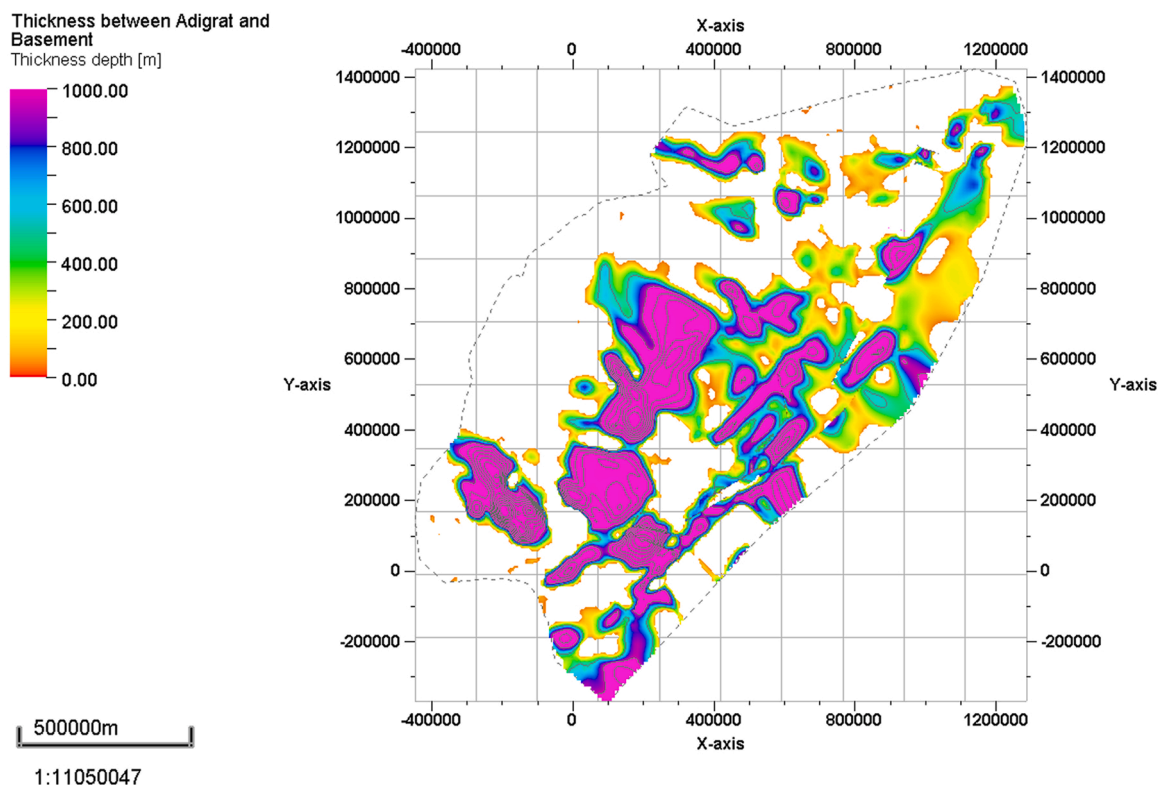 Thickness between Adigrat and
Basement
Thickness depth [m]
1000.00
800.00
600.00
400.00
200.00
0.00
X-axis
-400000 0 400000 800000 1200000
1400000 1400000
1200000 1200000
1000000 1000000
800000 800000
600000 600000
Y-axis Y-axis
400000 400000
200000 200000
0 0
-200000 -200000
-400000 0 400000 800000 1200000
X-axis
500000m
1:11050047